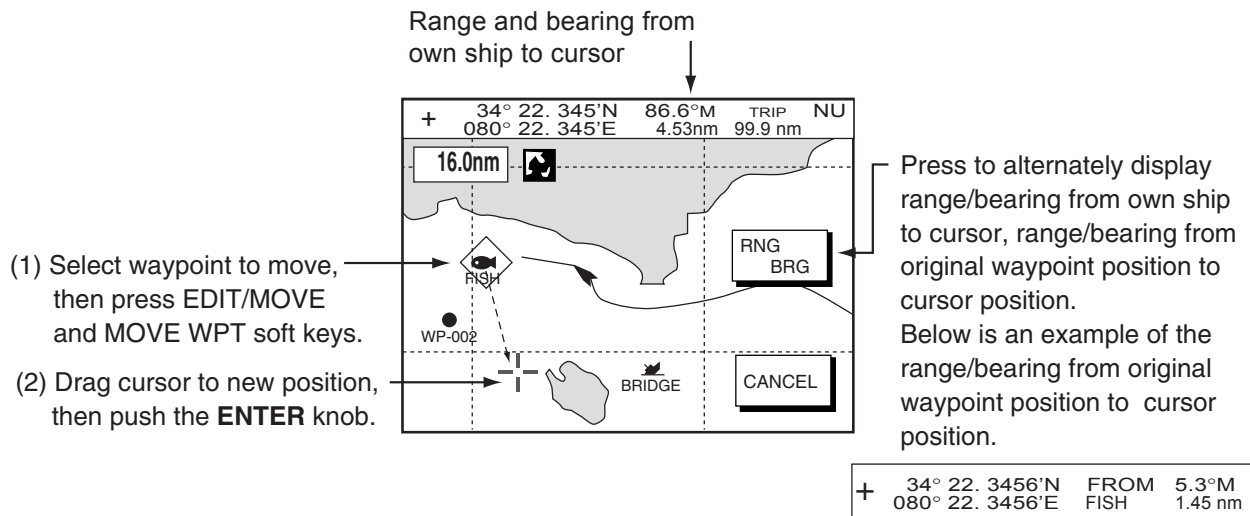 Range and bearing from
own ship to cursor
+ 34° 22. 345'N 86.6°M TRIP NU
080° 22. 345'E 4.53nm 99.9 nm
16.0nm
(1) Select waypoint to move,
then press EDIT/MOVE
and MOVE WPT soft keys.
(2) Drag cursor to new position,
then push the ENTER knob.
FISH
WP-002
BRIDGE
RNG
BRG
CANCEL
Press to alternately display
range/bearing from own ship
to cursor, range/bearing from
original waypoint position to
cursor position.
Below is an example of the
range/bearing from original
waypoint position to cursor
position.
+ 34° 22. 3456'N FROM 5.3°M
080° 22. 3456'E FISH 1.45 nm